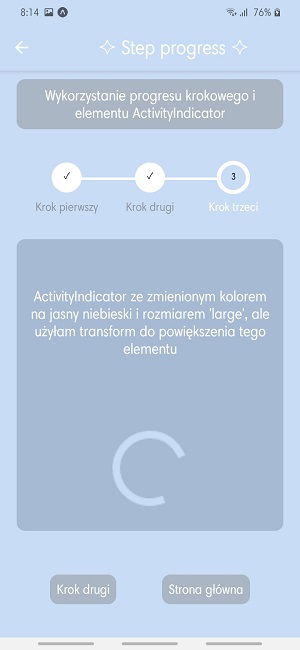 8:14
76%
✧ Step progress ✧
Wykorzystanie progresu krokowego i
elementu ActivityIndicator
✓ ✓ 3
Krok pierwszy Krok drugi Krok trzeci
ActivityIndicator ze zmienionym kolorem
na jasny niebieski i rozmiarem 'large', ale
użyłam transform do powiększenia tego
elementu
Krok drugi Strona główna